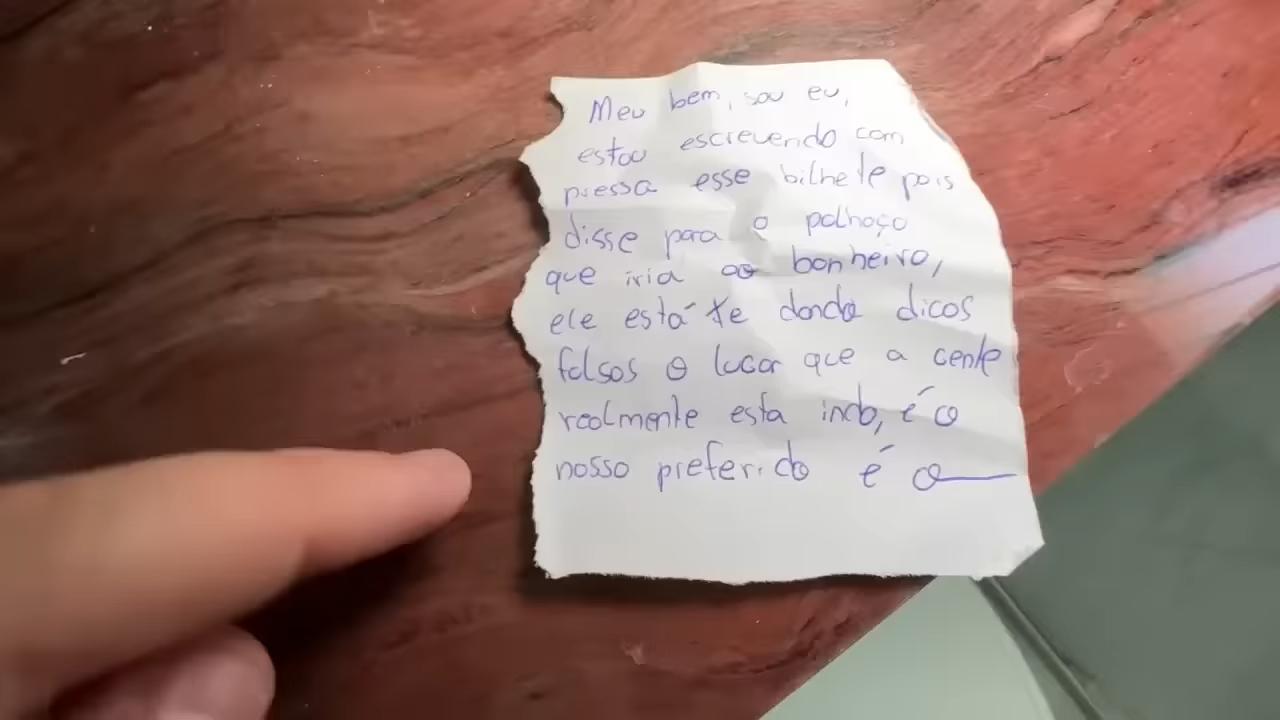 Meu bem, sou eu,
estou escrevendo com
pressa esse bilhete pois
disse para o palhaço
que iria ao banheiro,
ele está te dando dicas
falsas o lugar que a gente
realmente esta indo, é o
nosso preferido é o